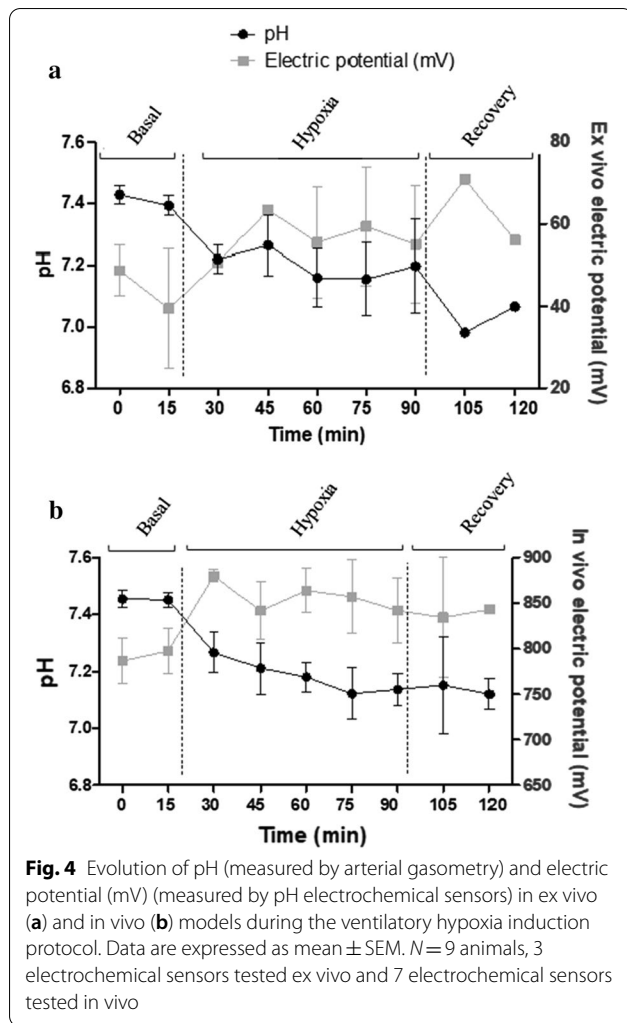 pH
Electric potential (mV)
a
Basal
Hypoxia
Recovery
7.6
7.4
7.2
7.0
6.8
pH
80
60
40
20
Ex vivo electric potential
(mV)
0 15 30 45 60 75 90 105 120
Time (min)
b
Basal
Hypoxia
Recovery
7.6
7.4
7.2
7.0
6.8
pH
900
850
800
750
700
650
In vivo electric potential
(mV)
0 15 30 45 60 75 90 105 120
Time (min)
Fig. 4 Evolution of pH (measured by arterial gasometry) and electric
potential (mV) (measured by pH electrochemical sensors) in ex vivo
(a) and in vivo (b) models during the ventilatory hypoxia induction
protocol. Data are expressed as mean ± SEM. N = 9 animals, 3
electrochemical sensors tested ex vivo and 7 electrochemical sensors
tested in vivo